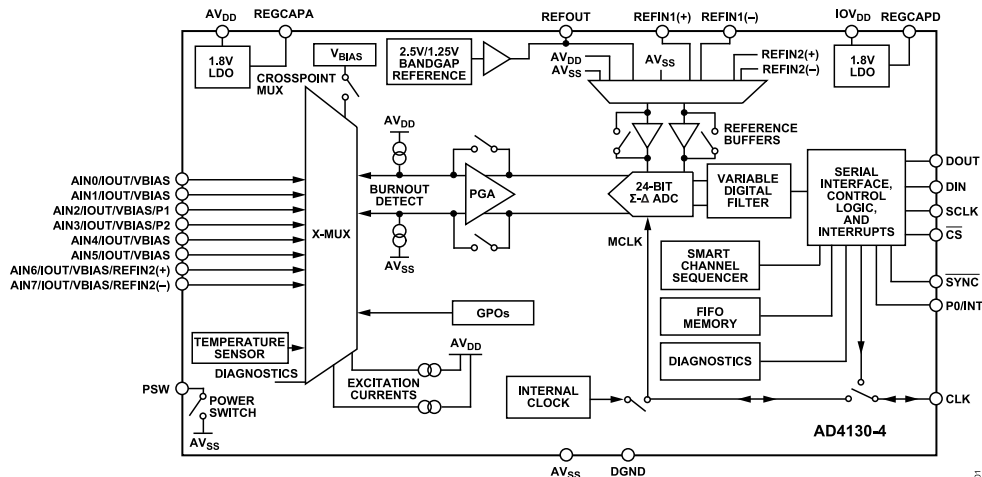 AVDD
REGCAPA
REFOUT
REFIN1(+)
REFIN1(–)
IOVDD
REGCAPD
1.8V
LDO
CROSSPOINT
MUX
VBIAS
2.5V/1.25V
BANDGAP
REFERENCE
AVDD
AVSS
AVSS
REFIN2(+)
REFIN2(–)
1.8V
LDO
AVDD
REFERENCE
BUFFERS
AIN0/IOUT/VBIAS
AIN1/IOUT/VBIAS
AIN2/IOUT/VBIAS/P1
AIN3/IOUT/VBIAS/P2
AIN4/IOUT/VBIAS
AIN5/IOUT/VBIAS
AIN6/IOUT/VBIAS/REFIN2(+)
AIN7/IOUT/VBIAS/REFIN2(–)
X-MUX
BURNOUT
DETECT
PGA
AVSS
24-BIT
Σ-Δ ADC
VARIABLE
DIGITAL
FILTER
SERIAL
INTERFACE,
CONTROL
LOGIC,
AND
INTERRUPTS
DOUT
DIN
SCLK
CS
SYNC
P0/INT
MCLK
SMART
CHANNEL
SEQUENCER
FIFO
MEMORY
DIAGNOSTICS
GPOs
TEMPERATURE
SENSOR
DIAGNOSTICS
AVDD
EXCITATION
CURRENTS
PSW
POWER
SWITCH
AVSS
INTERNAL
CLOCK
CLK
AD4130-4
AVSS
DGND